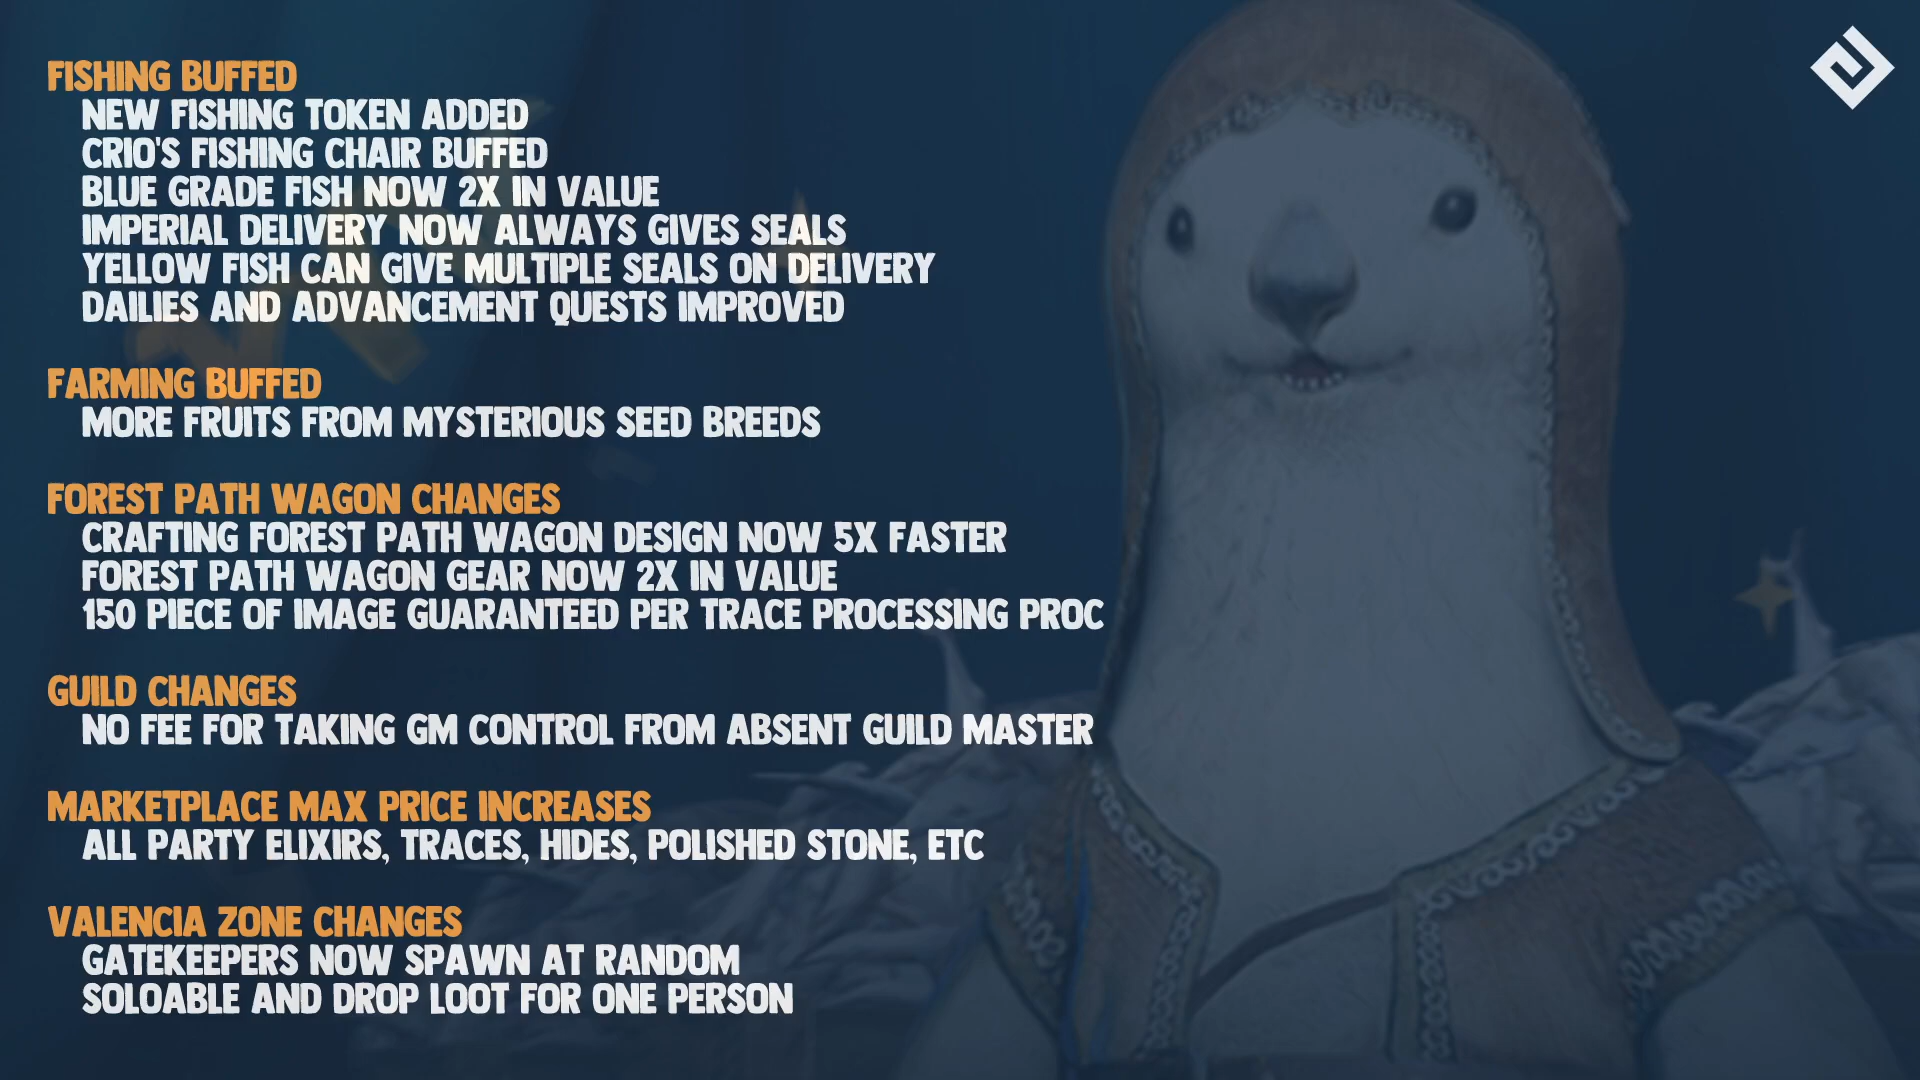 FISHING BUFFED
NEW FISHING TOKEN ADDED
CRIO'S FISHING CHAIR BUFFED
BLUE GRADE FISH NOW 2X IN VALUE
IMPERIAL DELIVERY NOW ALWAYS GIVES SEALS
YELLOW FISH CAN GIVE MULTIPLE SEALS ON DELIVERY
DAILIES AND ADVANCEMENT QUESTS IMPROVED
FARMING BUFFED
MORE FRUITS FROM MYSTERIOUS SEED BREEDS
FOREST PATH WAGON CHANGES
CRAFTING FOREST PATH WAGON DESIGN NOW 5X FASTER
FOREST PATH WAGON GEAR NOW 2X IN VALUE
150 PIECE OF IMAGE GUARANTEED PER TRACE PROCESSING PROC
GUILD CHANGES
NO FEE FOR TAKING GM CONTROL FROM ABSENT GUILD MASTER
MARKETPLACE MAX PRICE INCREASES
ALL PARTY ELIXIRS, TRACES, HIDES, POLISHED STONE, ETC
VALENCIA ZONE CHANGES
GATEKEEPERS NOW SPAWN AT RANDOM
SOLOABLE AND DROP LOOT FOR ONE PERSON